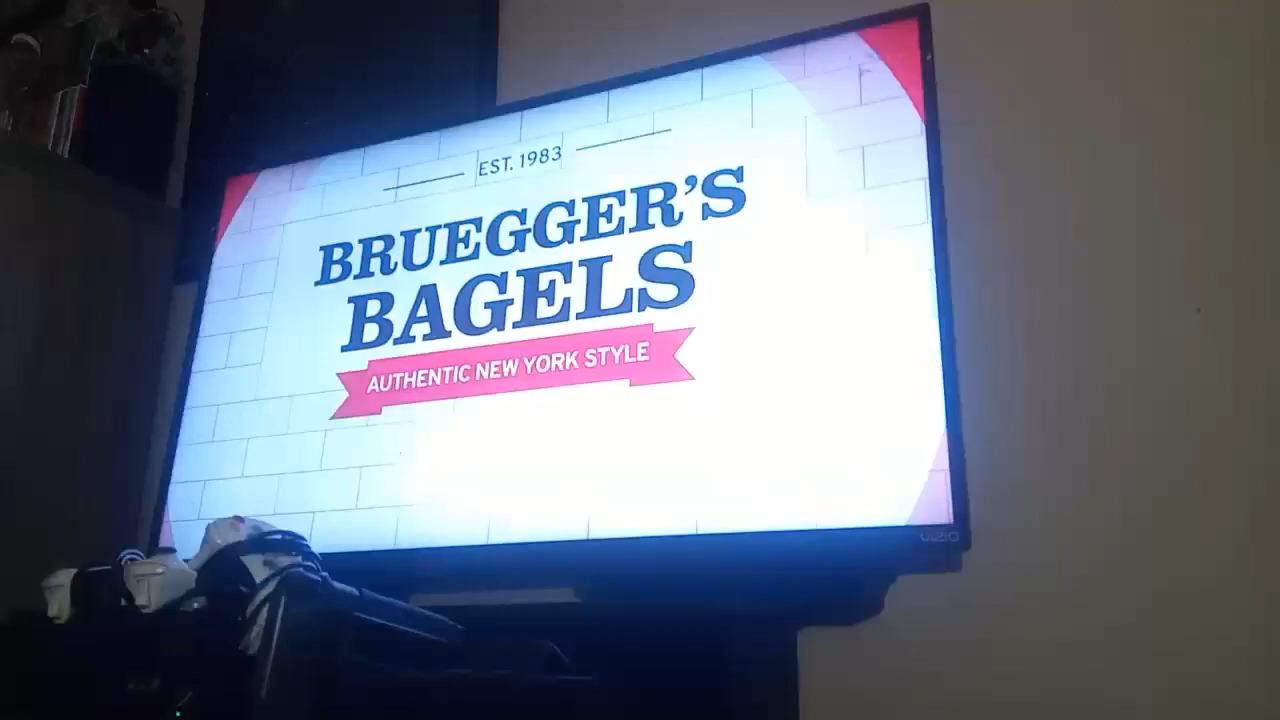 EST. 1983
BRUEGGER'S
BAGELS
AUTHENTIC NEW YORK STYLE
VIZIO